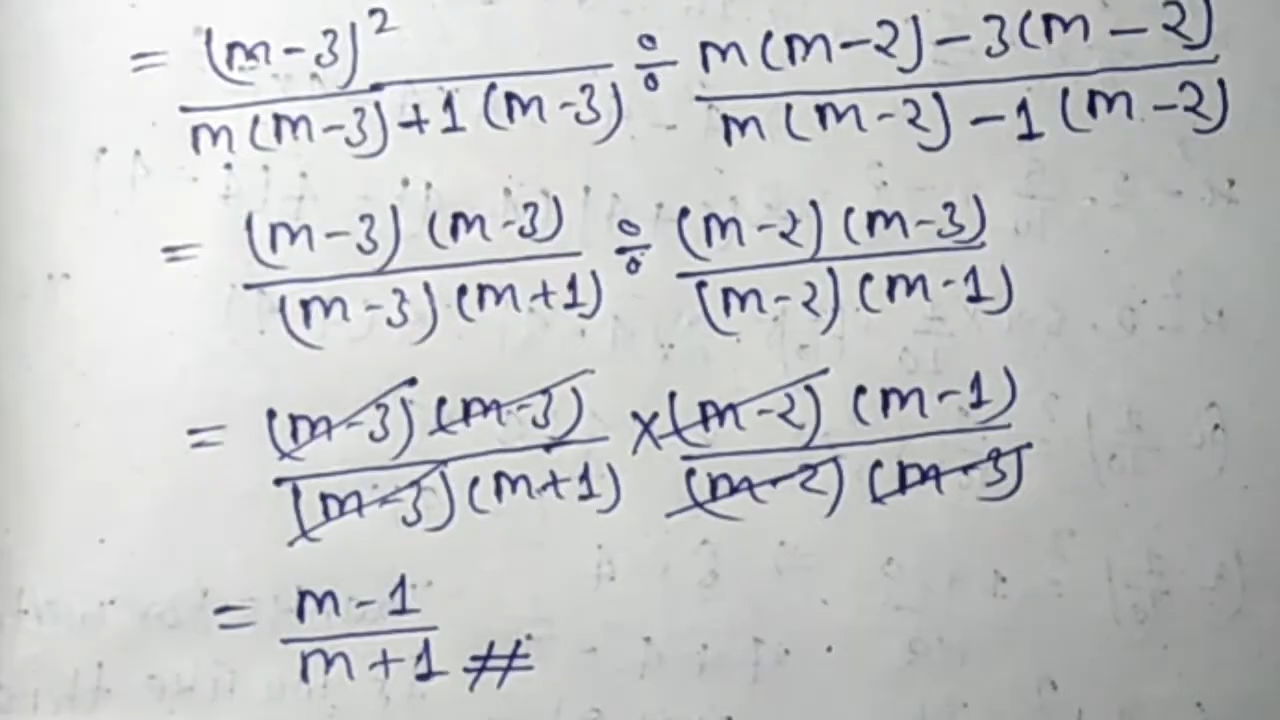 = (m-3)² / m(m-3)+1(m-3) ÷ m(m-2)-3(m-2) / m(m-2)-1(m-2)
= (m-3)(m-3) / (m-3)(m+1) ÷ (m-2)(m-3) / (m-2)(m-1)
= (m-3)(m-3) / (m-3)(m+1) × (m-2)(m-1) / (m-2)(m-3)
= m-1 / m+1 #